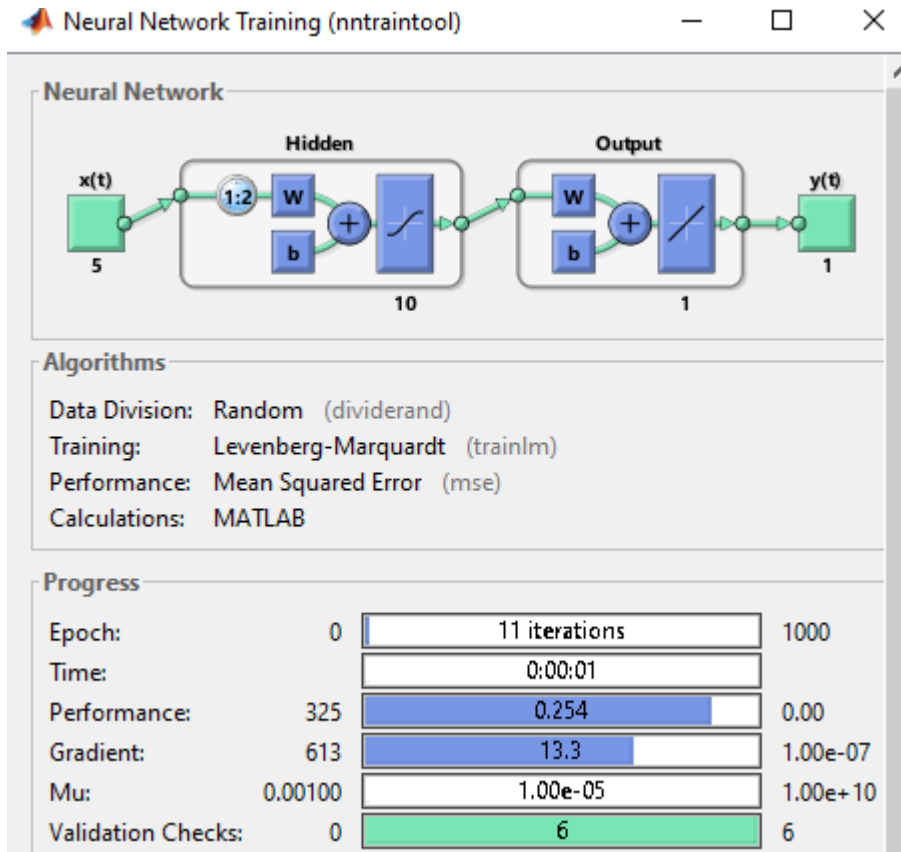 Neural Network Training (nntraintool)
Neural Network
Hidden
Output
x(t)
1:2
W
b
+
W
b
+
y(t)
5
10
1
1
Algorithms
Data Division: Random (dividerand)
Training: Levenberg-Marquardt (trainlm)
Performance: Mean Squared Error (mse)
Calculations: MATLAB
Progress
Epoch: 0 11 iterations 1000
Time: 0:00:01
Performance: 325 0.254 0.00
Gradient: 613 13.3 1.00e-07
Mu: 0.00100 1.00e-05 1.00e+10
Validation Checks: 0 6 6